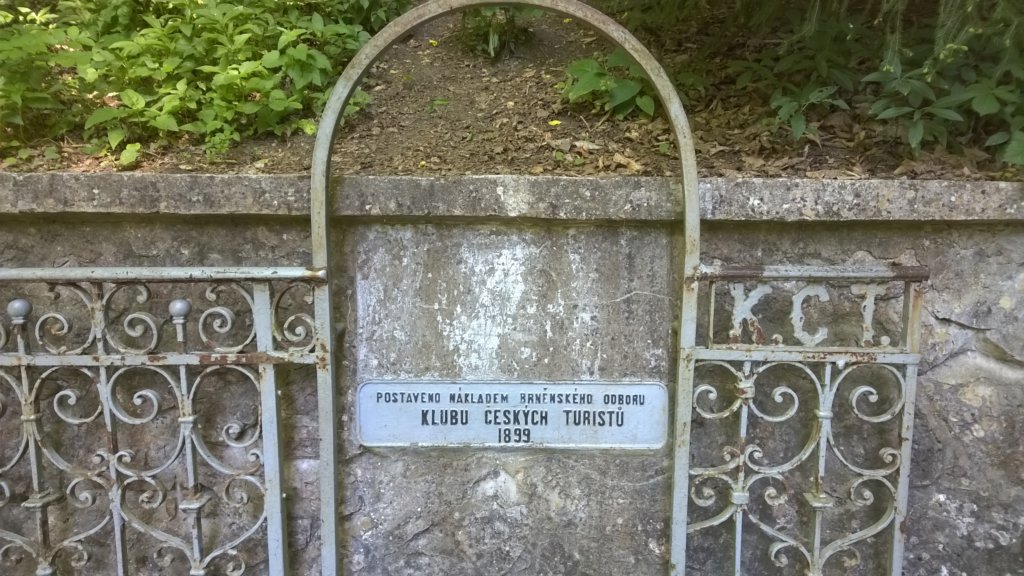 K.Č.T.
POSTAVENO NÁKLADEM BRNĚNSKÉHO ODBORU
KLUBU ČESKÝCH TURISTŮ
1899